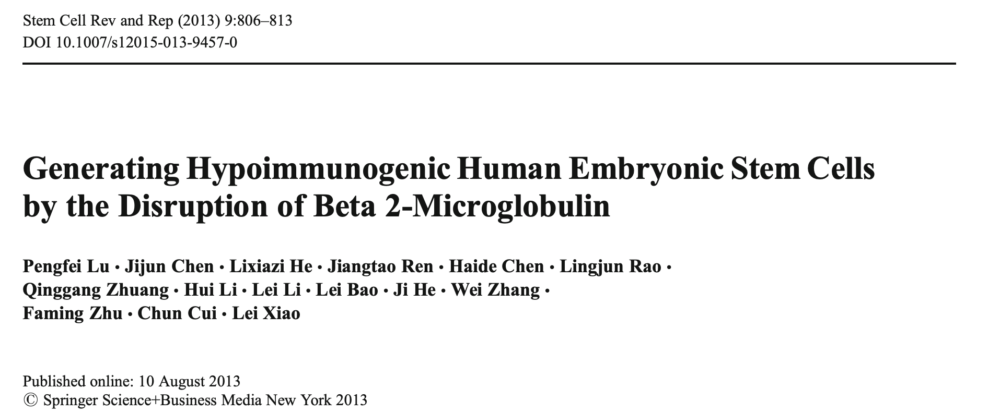 Stem Cell Rev and Rep (2013) 9:806–813
DOI 10.1007/s12015-013-9457-0
Generating Hypoimmunogenic Human Embryonic Stem Cells
by the Disruption of Beta 2-Microglobulin
Pengfei Lu · Jijun Chen · Lixiazi He · Jiangtao Ren · Haide Chen · Lingjun Rao ·
Qinggang Zhuang · Hui Li · Lei Li · Lei Bao · Ji He · Wei Zhang ·
Faming Zhu · Chun Cui · Lei Xiao
Published online: 10 August 2013
© Springer Science+Business Media New York 2013